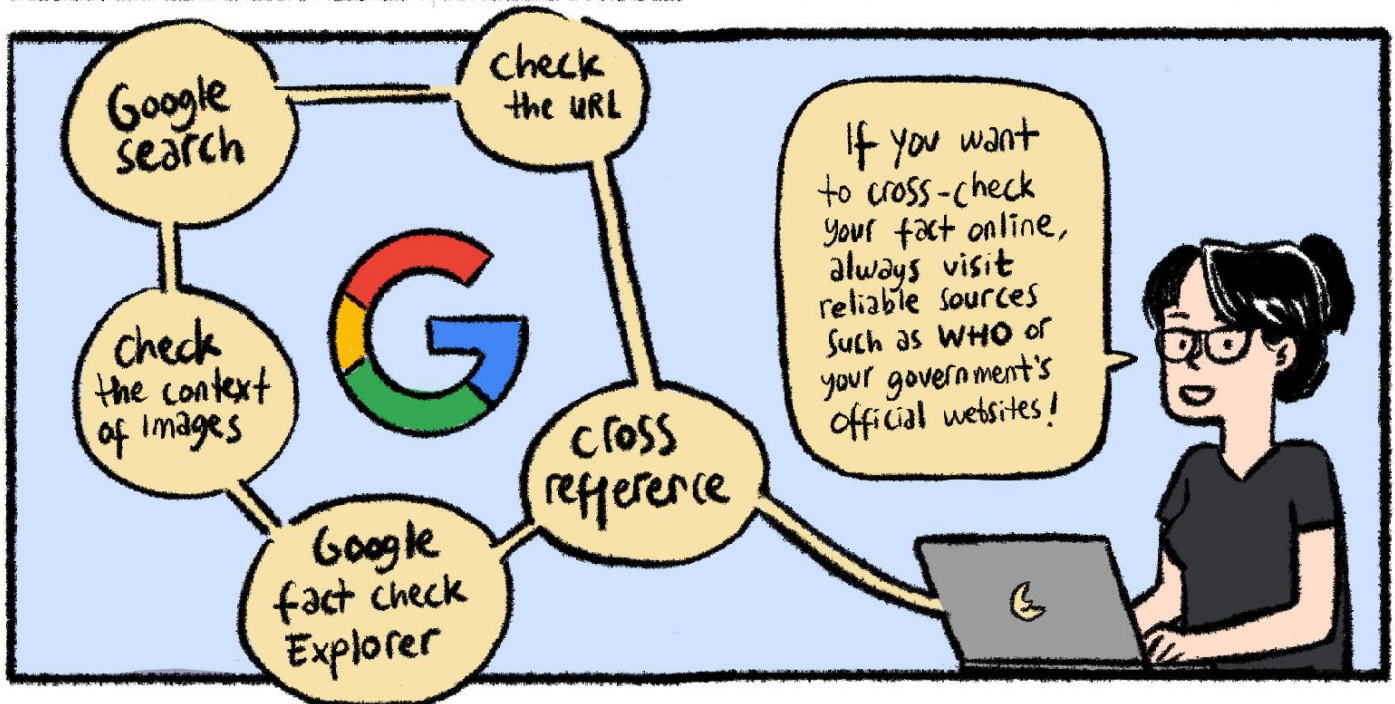 Google
search
check
the URL
If you want
to cross-check
your fact online,
always visit
reliable sources
such as WHO or
your government's
official websites!
check
the context
of images
cross
refference
Google
fact check
Explorer